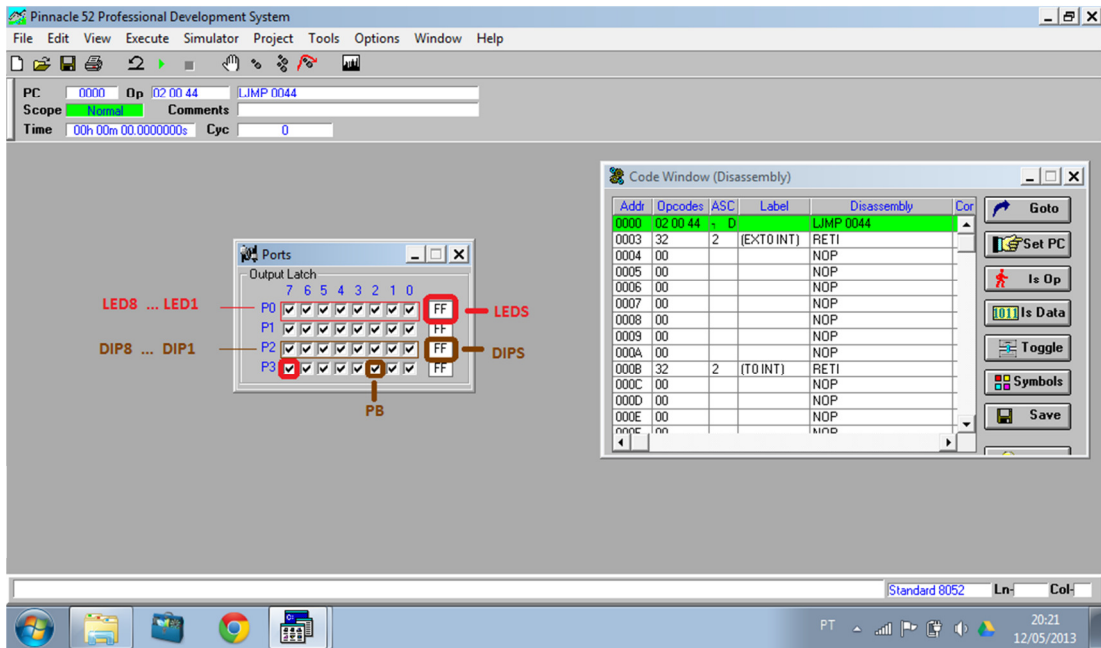 Pinnacle 52 Professional Development System
File Edit View Execute Simulator Project Tools Options Window Help
PC 0000 Op 02 00 44 LJMP 0044
Scope Normal Comments
Time 00h 00m 00.0000000s Cyc 0
Code Window (Disassembly)
Addr Opcodes ASC Label Disassembly Cor
0000 02 00 44 ┐ D LJMP 0044
0003 32 2 (EXT0 INT) RETI
0004 00 NOP
0005 00 NOP
0006 00 NOP
0007 00 NOP
0008 00 NOP
0009 00 NOP
000A 00 NOP
000B 32 2 (T0 INT) RETI
000C 00 NOP
000D 00 NOP
000E 00 NOP
000F 00 NOP
Goto
Set PC
Is Op
1011 Is Data
Toggle
Symbols
Save
Ports
Output Latch
7 6 5 4 3 2 1 0
LED8 ... LED1 P0 FF LEDS
P1 FF
DIP8 ... DIP1 P2 FF DIPS
P3 FF
PB
Standard 8052 Ln- Col-
PT 20:21
12/05/2013